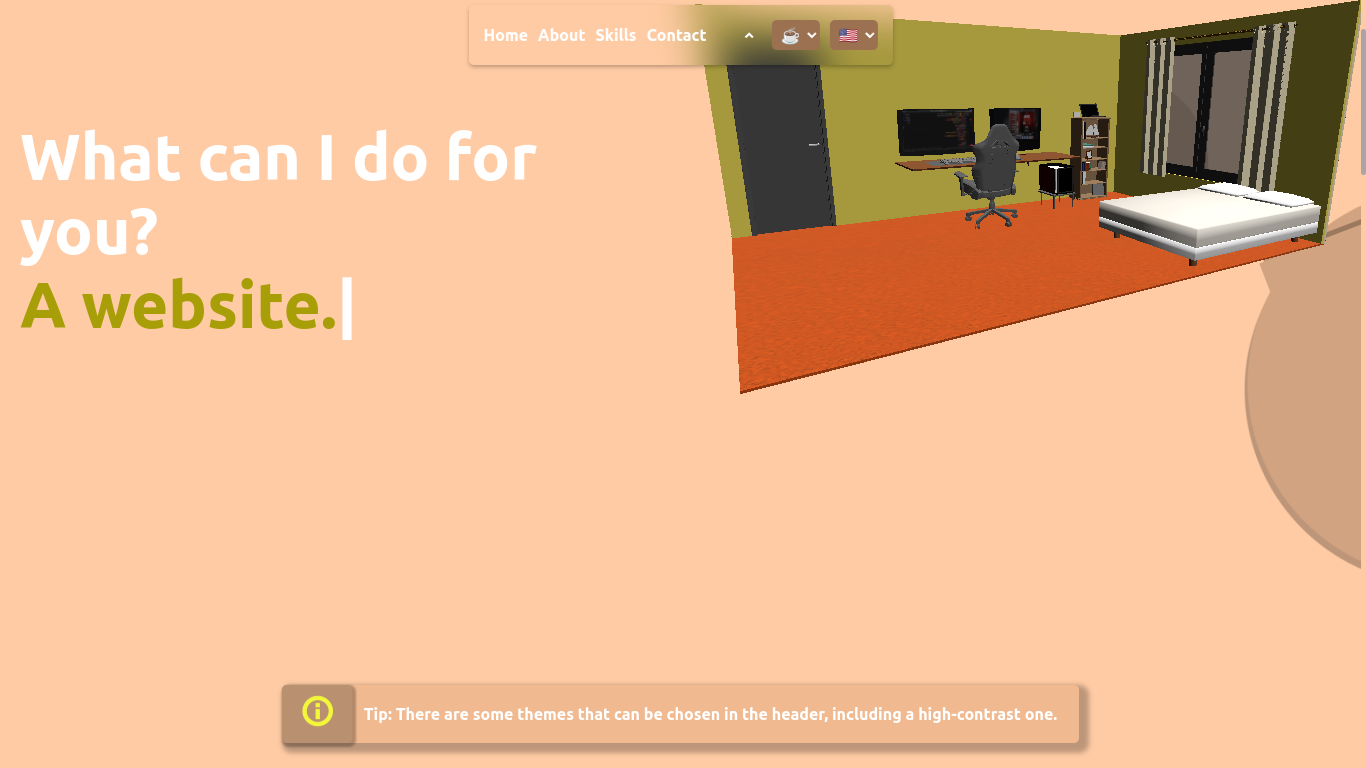 Home About Skills Contact
What can I do for
you?
A website.
Tip: There are some themes that can be chosen in the header, including a high-contrast one.